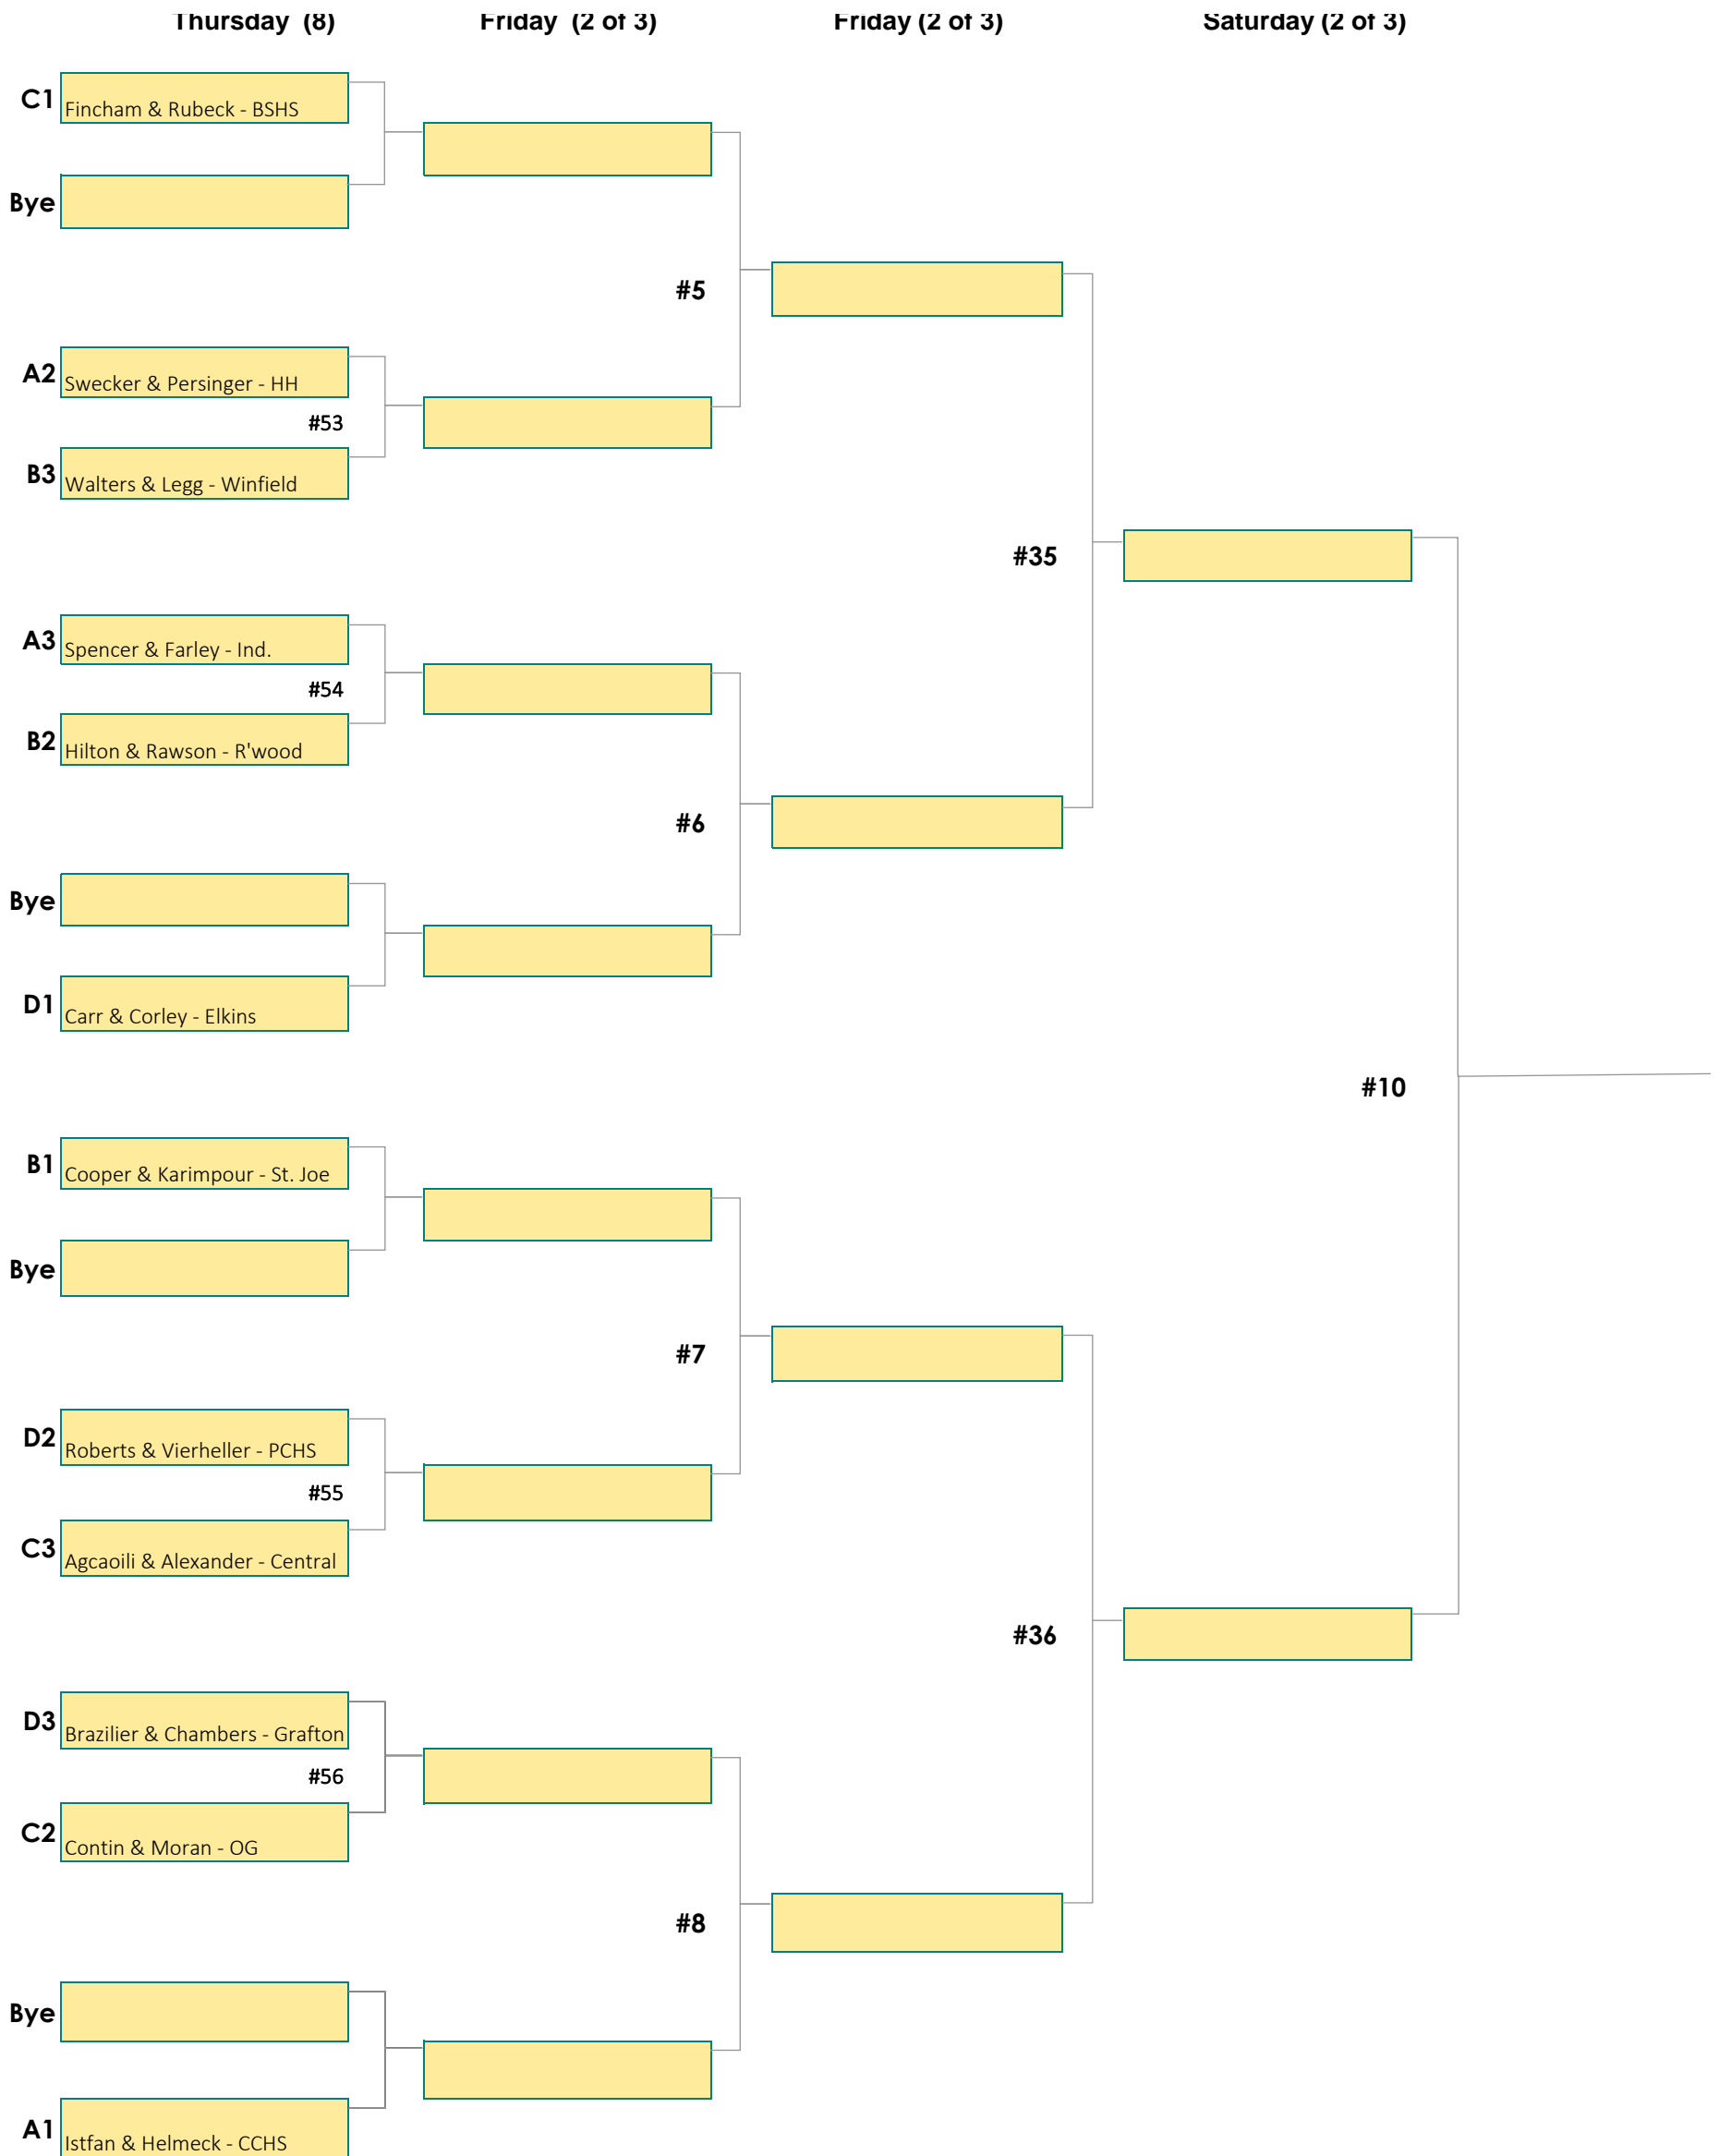 Thursday (8) Friday (2 of 3) Friday (2 of 3) Saturday (2 of 3)
C1 Fincham & Rubeck - BSHS
Bye
#5
A2 Swecker & Persinger - HH
#53
B3 Walters & Legg - Winfield
#35
A3 Spencer & Farley - Ind.
#54
B2 Hilton & Rawson - R'wood
#6
Bye
D1 Carr & Corley - Elkins
#10
B1 Cooper & Karimpour - St. Joe
Bye
#7
D2 Roberts & Vierheller - PCHS
#55
C3 Agcaoili & Alexander - Central
#36
D3 Brazilier & Chambers - Grafton
#56
C2 Contin & Moran - OG
#8
Bye
A1 Istfan & Helmeck - CCHS